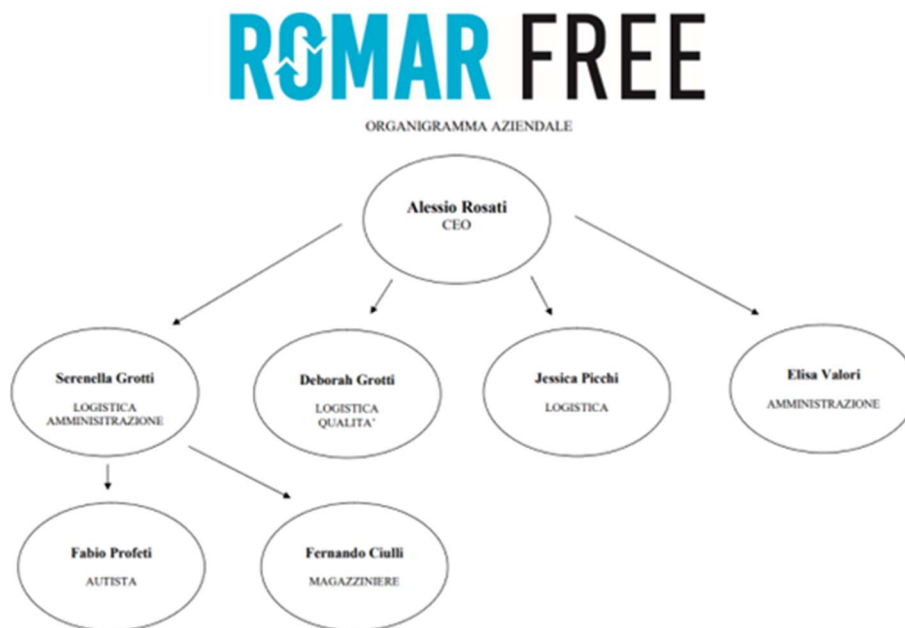 ROMAR FREE
ORGANIGRAMMA AZIENDALE
Alessio Rosati
CEO
Serenella Grotti
LOGISTICA
AMMINISITRAZIONE
Deborah Grotti
LOGISTICA
QUALITA'
Jessica Picchi
LOGISTICA
Elisa Valori
AMMINISTRAZIONE
Fabio Profeti
AUTISTA
Fernando Ciulli
MAGAZZINIERE